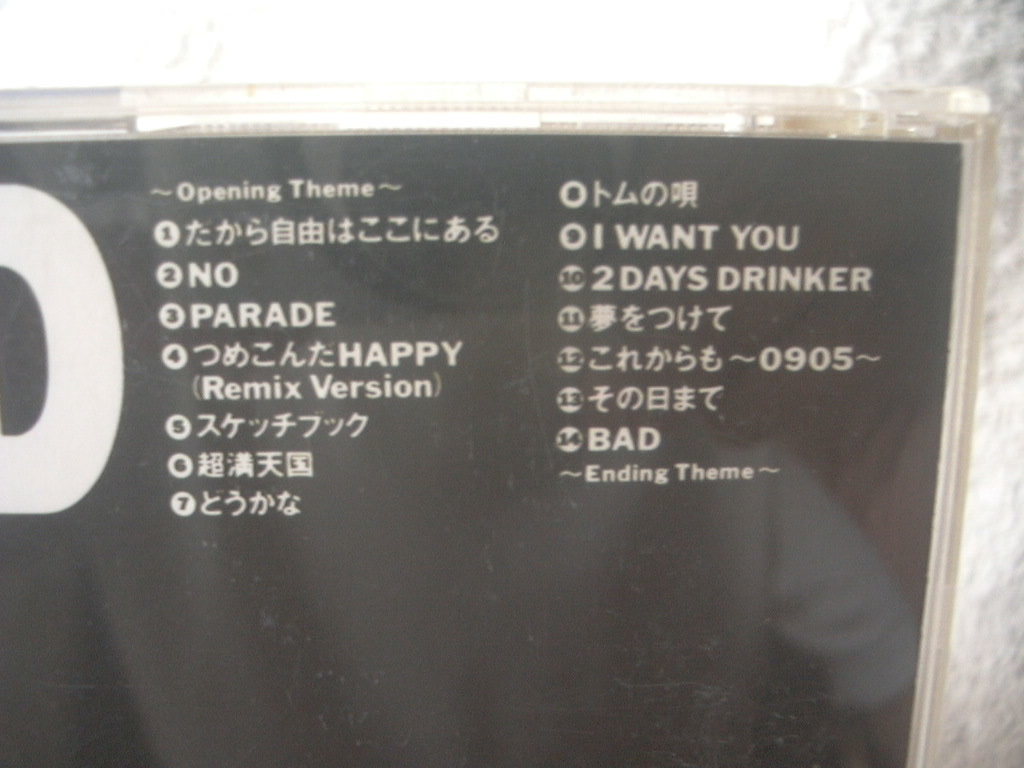 ～Opening Theme～
❶たから自由はここにある
❷NO
❸PARADE
❹つめこんだHAPPY
(Remix Version)
❺スケッチブック
❻超満天国
❼どうかな
❽トムの唄
❾I WANT YOU
❿2DAYS DRINKER
⓫夢をつけて
⓬これからも～0905～
⓭その日まで
⓮BAD
～Ending Theme～